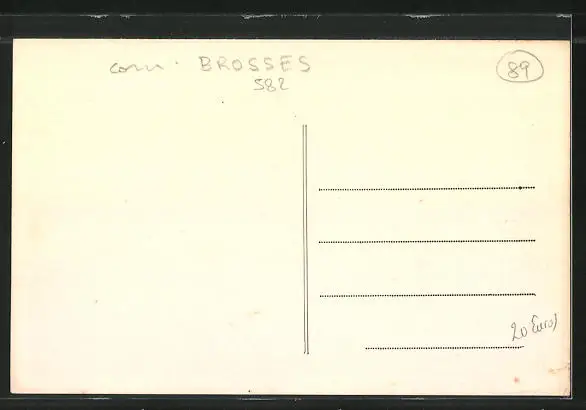 com. BROSSES
89
582
20 Euros